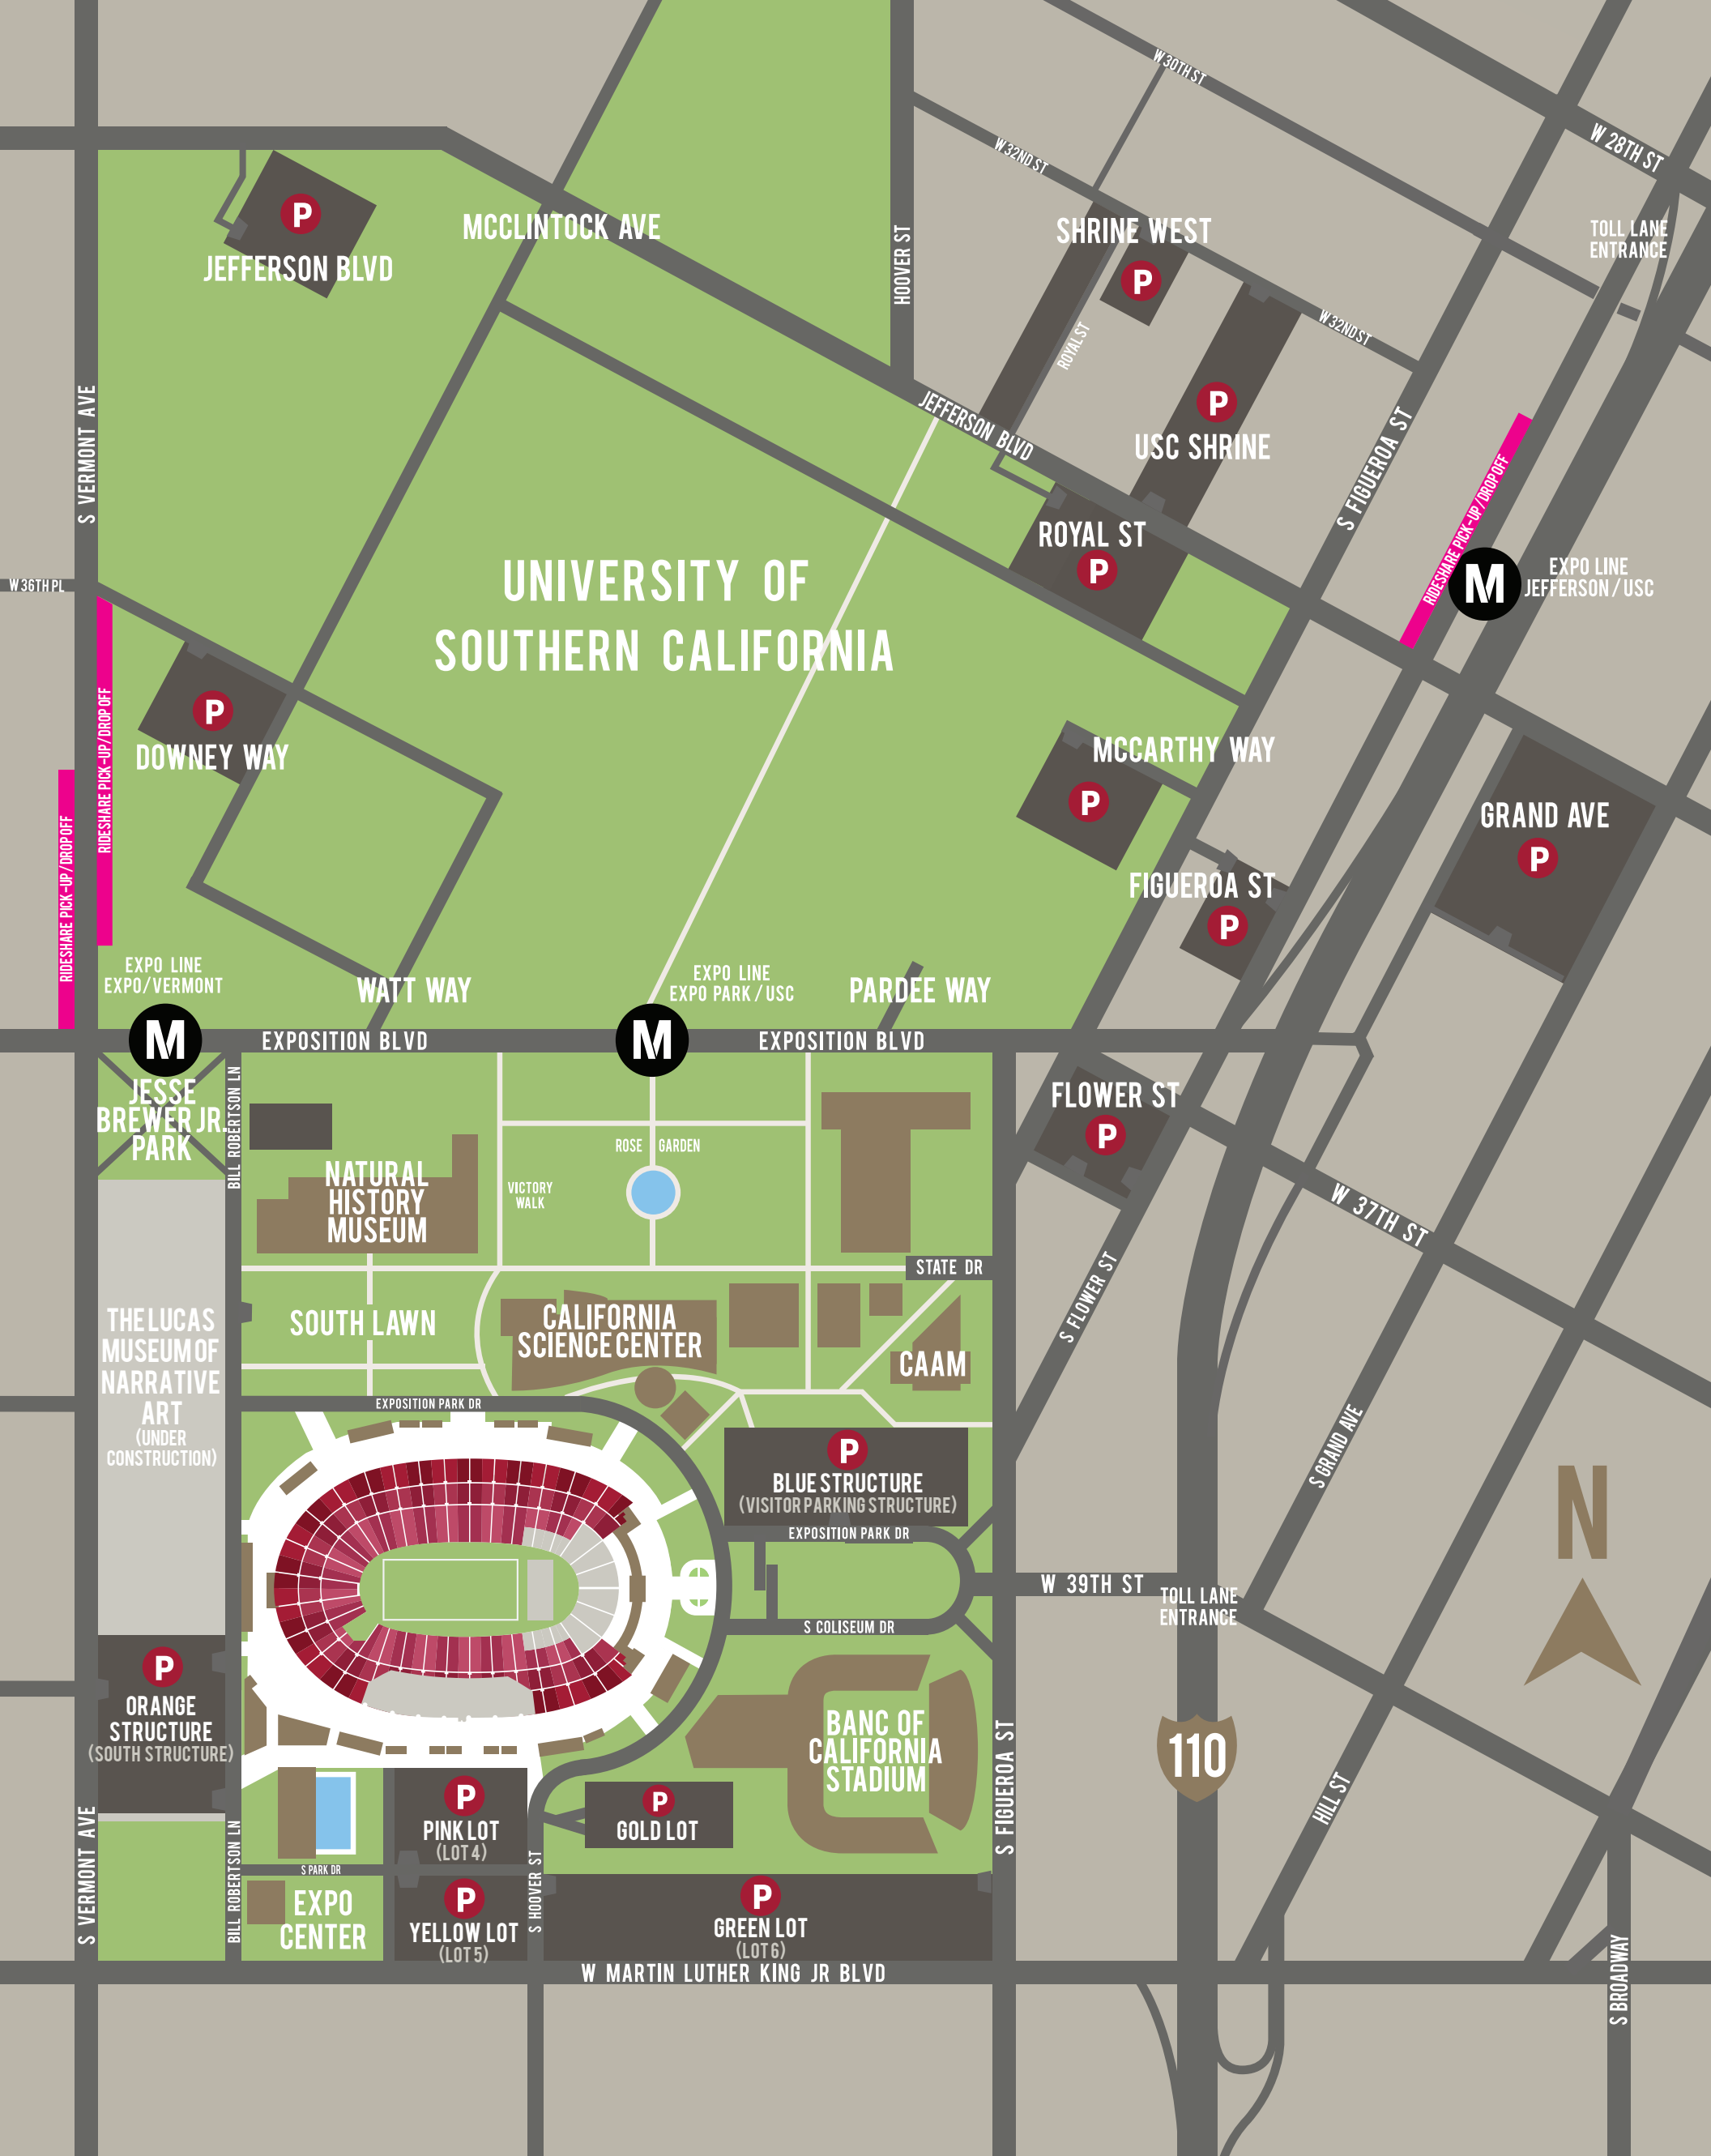 W 30TH ST
W 28TH ST
W 32ND ST
MCCLINTOCK AVE
HOOVER ST
SHRINE WEST
P
TOLL LANE
ENTRANCE
P
JEFFERSON BLVD
ROYAL ST
W 32ND ST
S VERMONT AVE
JEFFERSON BLVD
P
USC SHRINE
S FIGUEROA ST
RIDESHARE PICK-UP/DROP OFF
ROYAL ST
P
M
EXPO LINE
JEFFERSON / USC
W 36TH PL
UNIVERSITY OF
SOUTHERN CALIFORNIA
RIDESHARE PICK-UP/DROP OFF
RIDESHARE PICK-UP/DROP OFF
P
DOWNEY WAY
MCCARTHY WAY
P
GRAND AVE
P
FIGUEROA ST
P
EXPO LINE
EXPO/VERMONT
WATT WAY
EXPO LINE
EXPO PARK / USC
PARDEE WAY
M
EXPOSITION BLVD
M
EXPOSITION BLVD
JESSE
BREWER JR.
PARK
BILL ROBERTSON LN
FLOWER ST
P
ROSE GARDEN
NATURAL
HISTORY
MUSEUM
VICTORY
WALK
W 37TH ST
STATE DR
S FLOWER ST
THE LUCAS
MUSEUM OF
NARRATIVE
ART
(UNDER
CONSTRUCTION)
SOUTH LAWN
CALIFORNIA
SCIENCE CENTER
CAAM
EXPOSITION PARK DR
S GRAND AVE
P
BLUE STRUCTURE
(VISITOR PARKING STRUCTURE)
EXPOSITION PARK DR
N
W 39TH ST
TOLL LANE
ENTRANCE
S COLISEUM DR
P
ORANGE
STRUCTURE
(SOUTH STRUCTURE)
BANC OF
CALIFORNIA
STADIUM
S FIGUEROA ST
110
HILL ST
P
PINK LOT
(LOT 4)
P
GOLD LOT
S VERMONT AVE
BILL ROBERTSON LN
S PARK DR
S HOOVER ST
EXPO
CENTER
P
YELLOW LOT
(LOT 5)
P
GREEN LOT
(LOT 6)
W MARTIN LUTHER KING JR BLVD
S BROADWAY